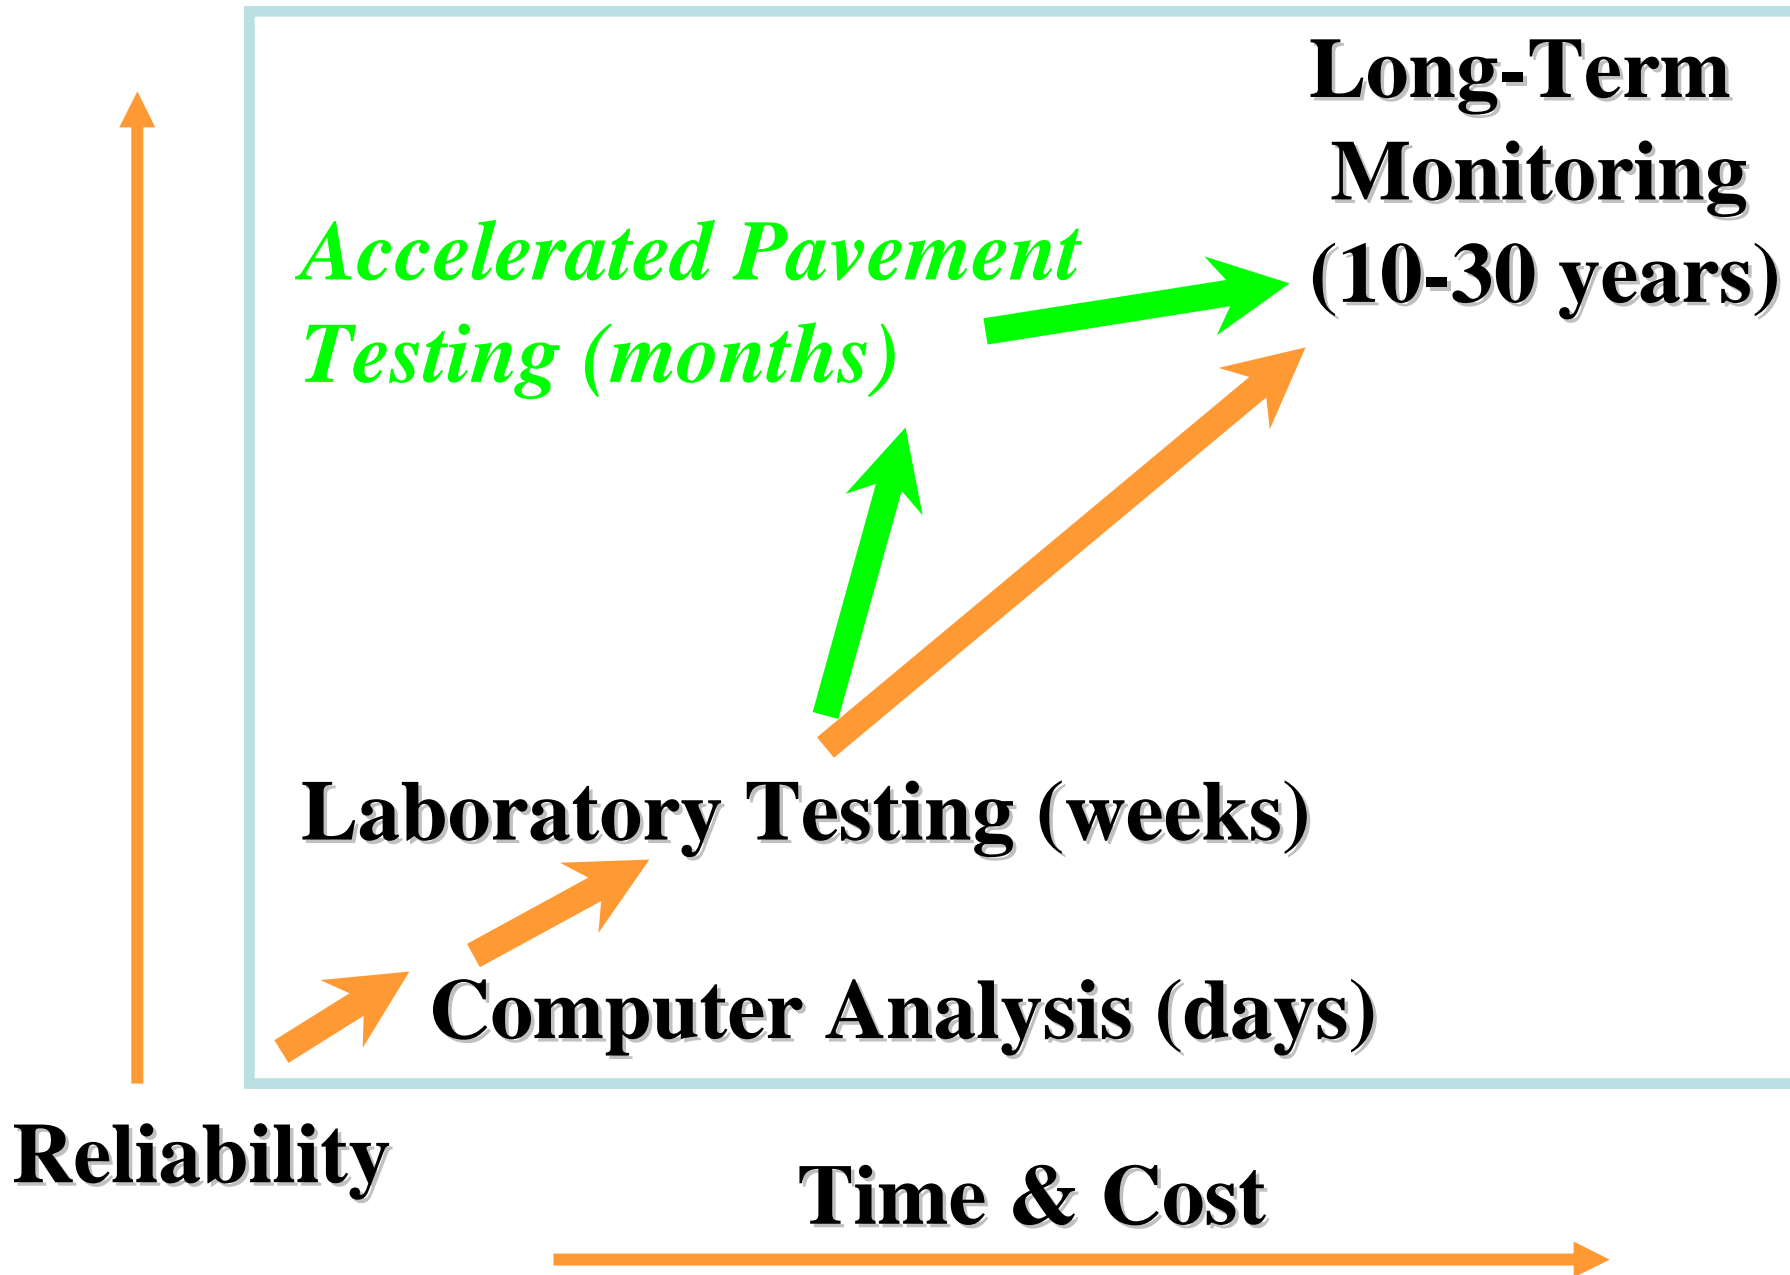 Long-Term
Monitoring
(10-30 years)
Accelerated Pavement
Testing (months)
Laboratory Testing (weeks)
Computer Analysis (days)
Reliability
Time & Cost